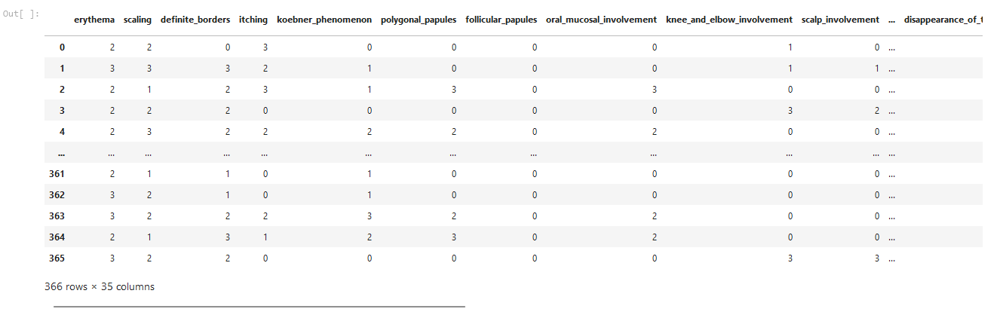 Out[ ]:
erythema scaling definite_borders itching koebner_phenomenon polygonal_papules follicular_papules oral_mucosal_involvement knee_and_elbow_involvement scalp_involvement ... disappearance_of_
0 2 2 0 3 0 0 0 0 1 0 ...
1 3 3 3 2 1 0 0 0 1 1 ...
2 2 1 2 3 1 3 0 3 0 0 ...
3 2 2 2 0 0 0 0 0 3 2 ...
4 2 3 2 2 2 2 0 2 0 0 ...
... ... ... ... ... ... ... ... ... ... ... ...
361 2 1 1 0 1 0 0 0 0 0 ...
362 3 2 1 0 1 0 0 0 0 0 ...
363 3 2 2 2 3 2 0 2 0 0 ...
364 2 1 3 1 2 3 0 2 0 0 ...
365 3 2 2 0 0 0 0 0 3 3 ...
366 rows × 35 columns